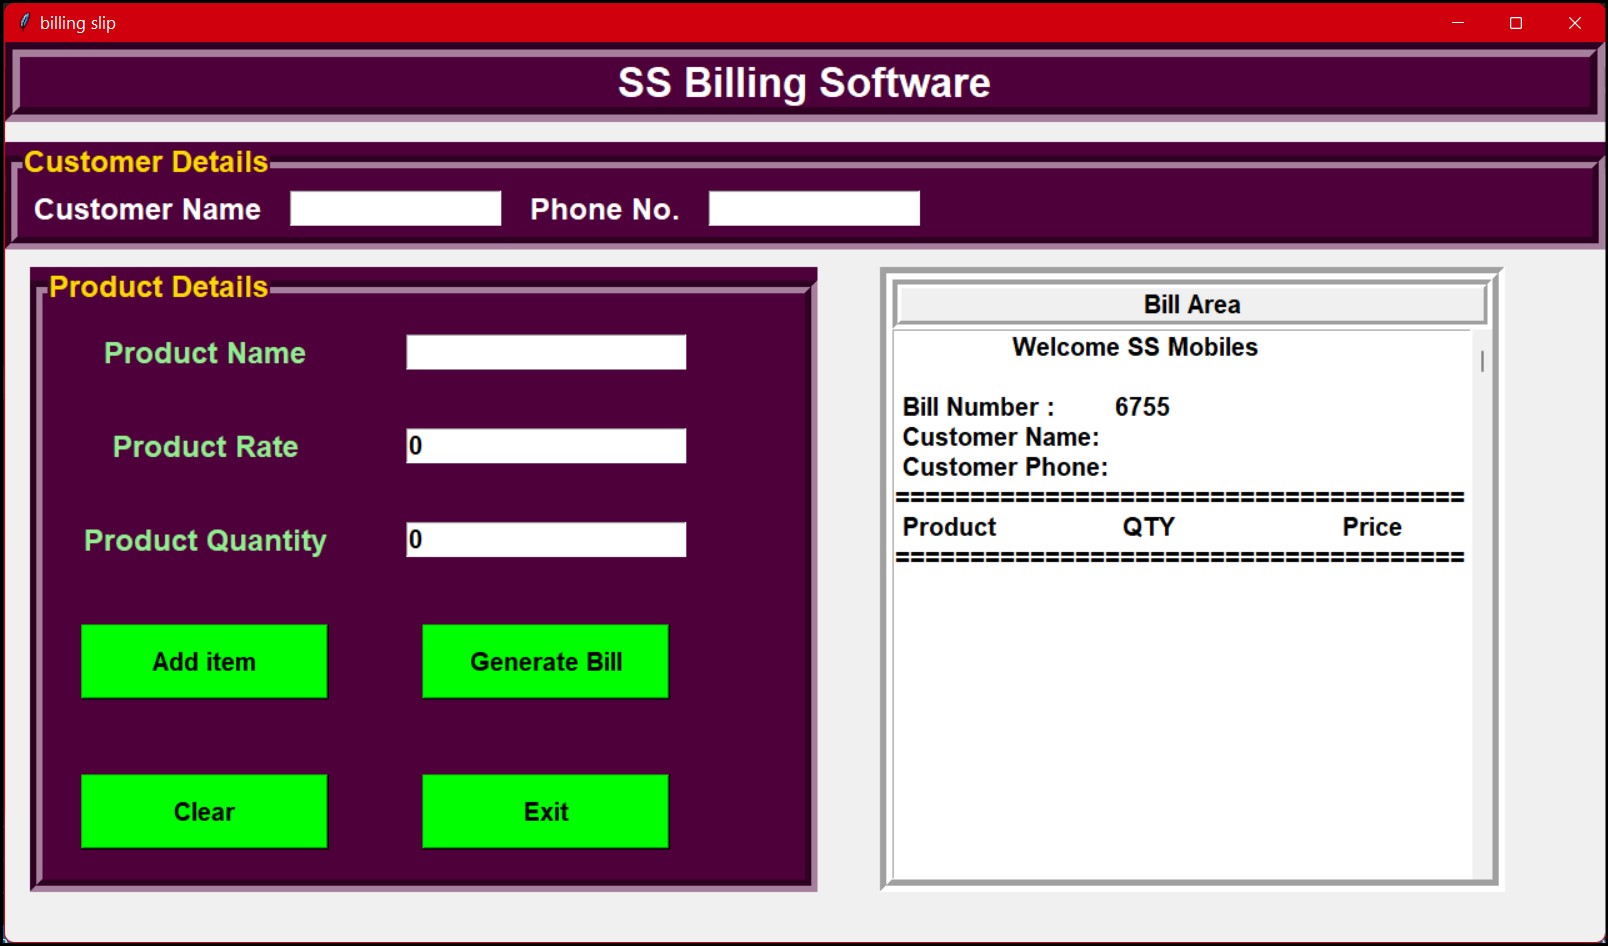 billing slip
SS Billing Software
Customer Details
Customer Name Phone No.
Product Details
Product Name
Product Rate 0
Product Quantity 0
Add item Generate Bill
Clear Exit
Bill Area
Welcome SS Mobiles
Bill Number : 6755
Customer Name:
Customer Phone:
======================================
Product QTY Price
======================================